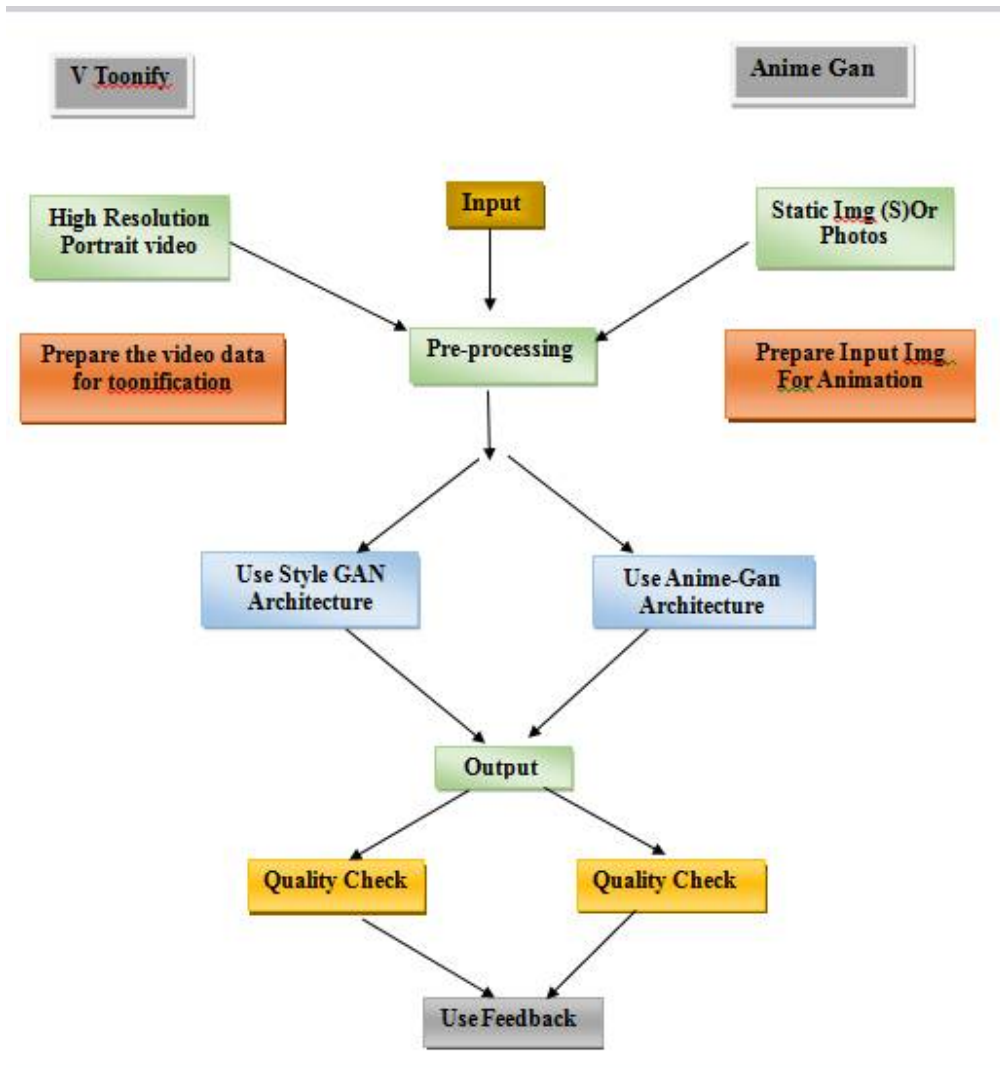 V Toonify
Anime Gan
High Resolution
Portrait video
Input
Static Img (S)Or
Photos
Prepare the video data
for toonification
Pre-processing
Prepare Input Img
For Animation
Use Style GAN
Architecture
Use Anime-Gan
Architecture
Output
Quality Check
Quality Check
Use Feedback